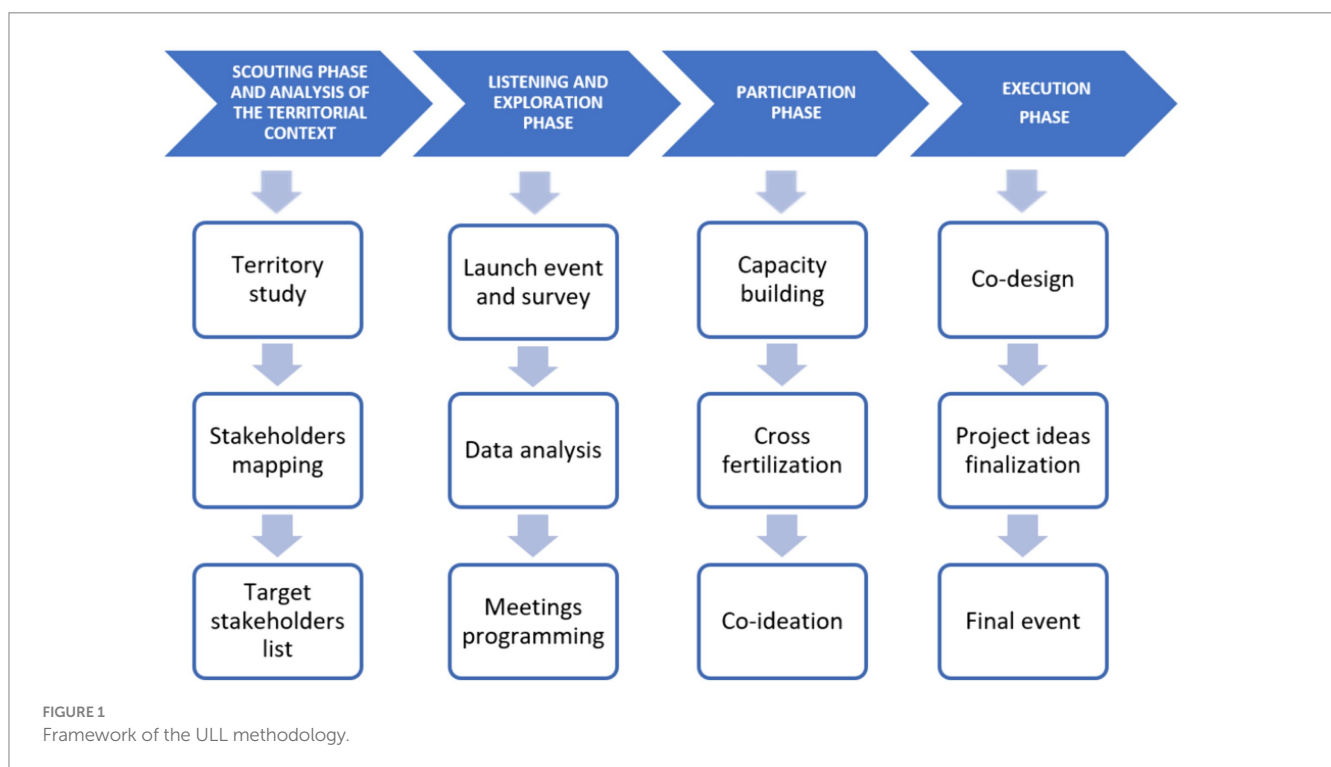 SCOUTING PHASE
AND ANALYSIS OF
THE TERRITORIAL
CONTEXT
LISTENING AND
EXPLORATION
PHASE
PARTICIPATION
PHASE
EXECUTION
PHASE
Territory
study
Launch event
and survey
Capacity
building
Co-design
Stakeholders
mapping
Data analysis
Cross
fertilization
Project ideas
finalization
Target
stakeholders
list
Meetings
programming
Co-ideation
Final event
FIGURE 1
Framework of the ULL methodology.